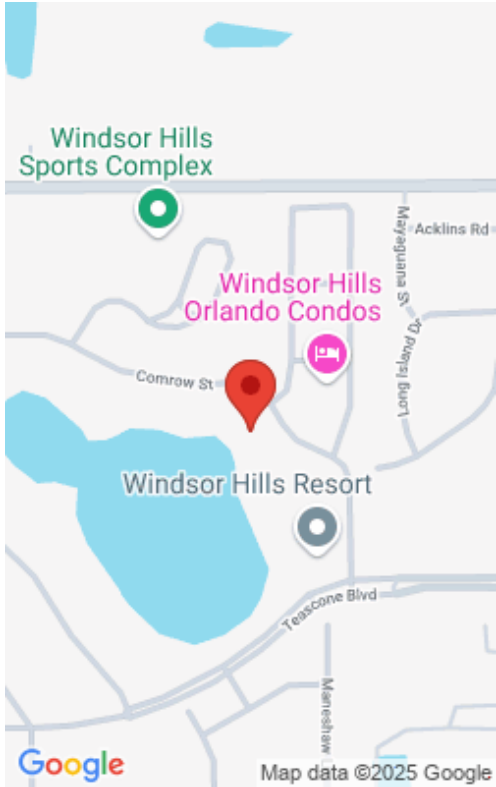 Windsor Hills
Sports Complex
Acklins Rd
Mayaguana St
Windsor Hills
Orlando Condos
Long Island Dr
Comrow St
Windsor Hills Resort
Teascone Blvd
Maneshaw L
Google
Map data ©2025 Google